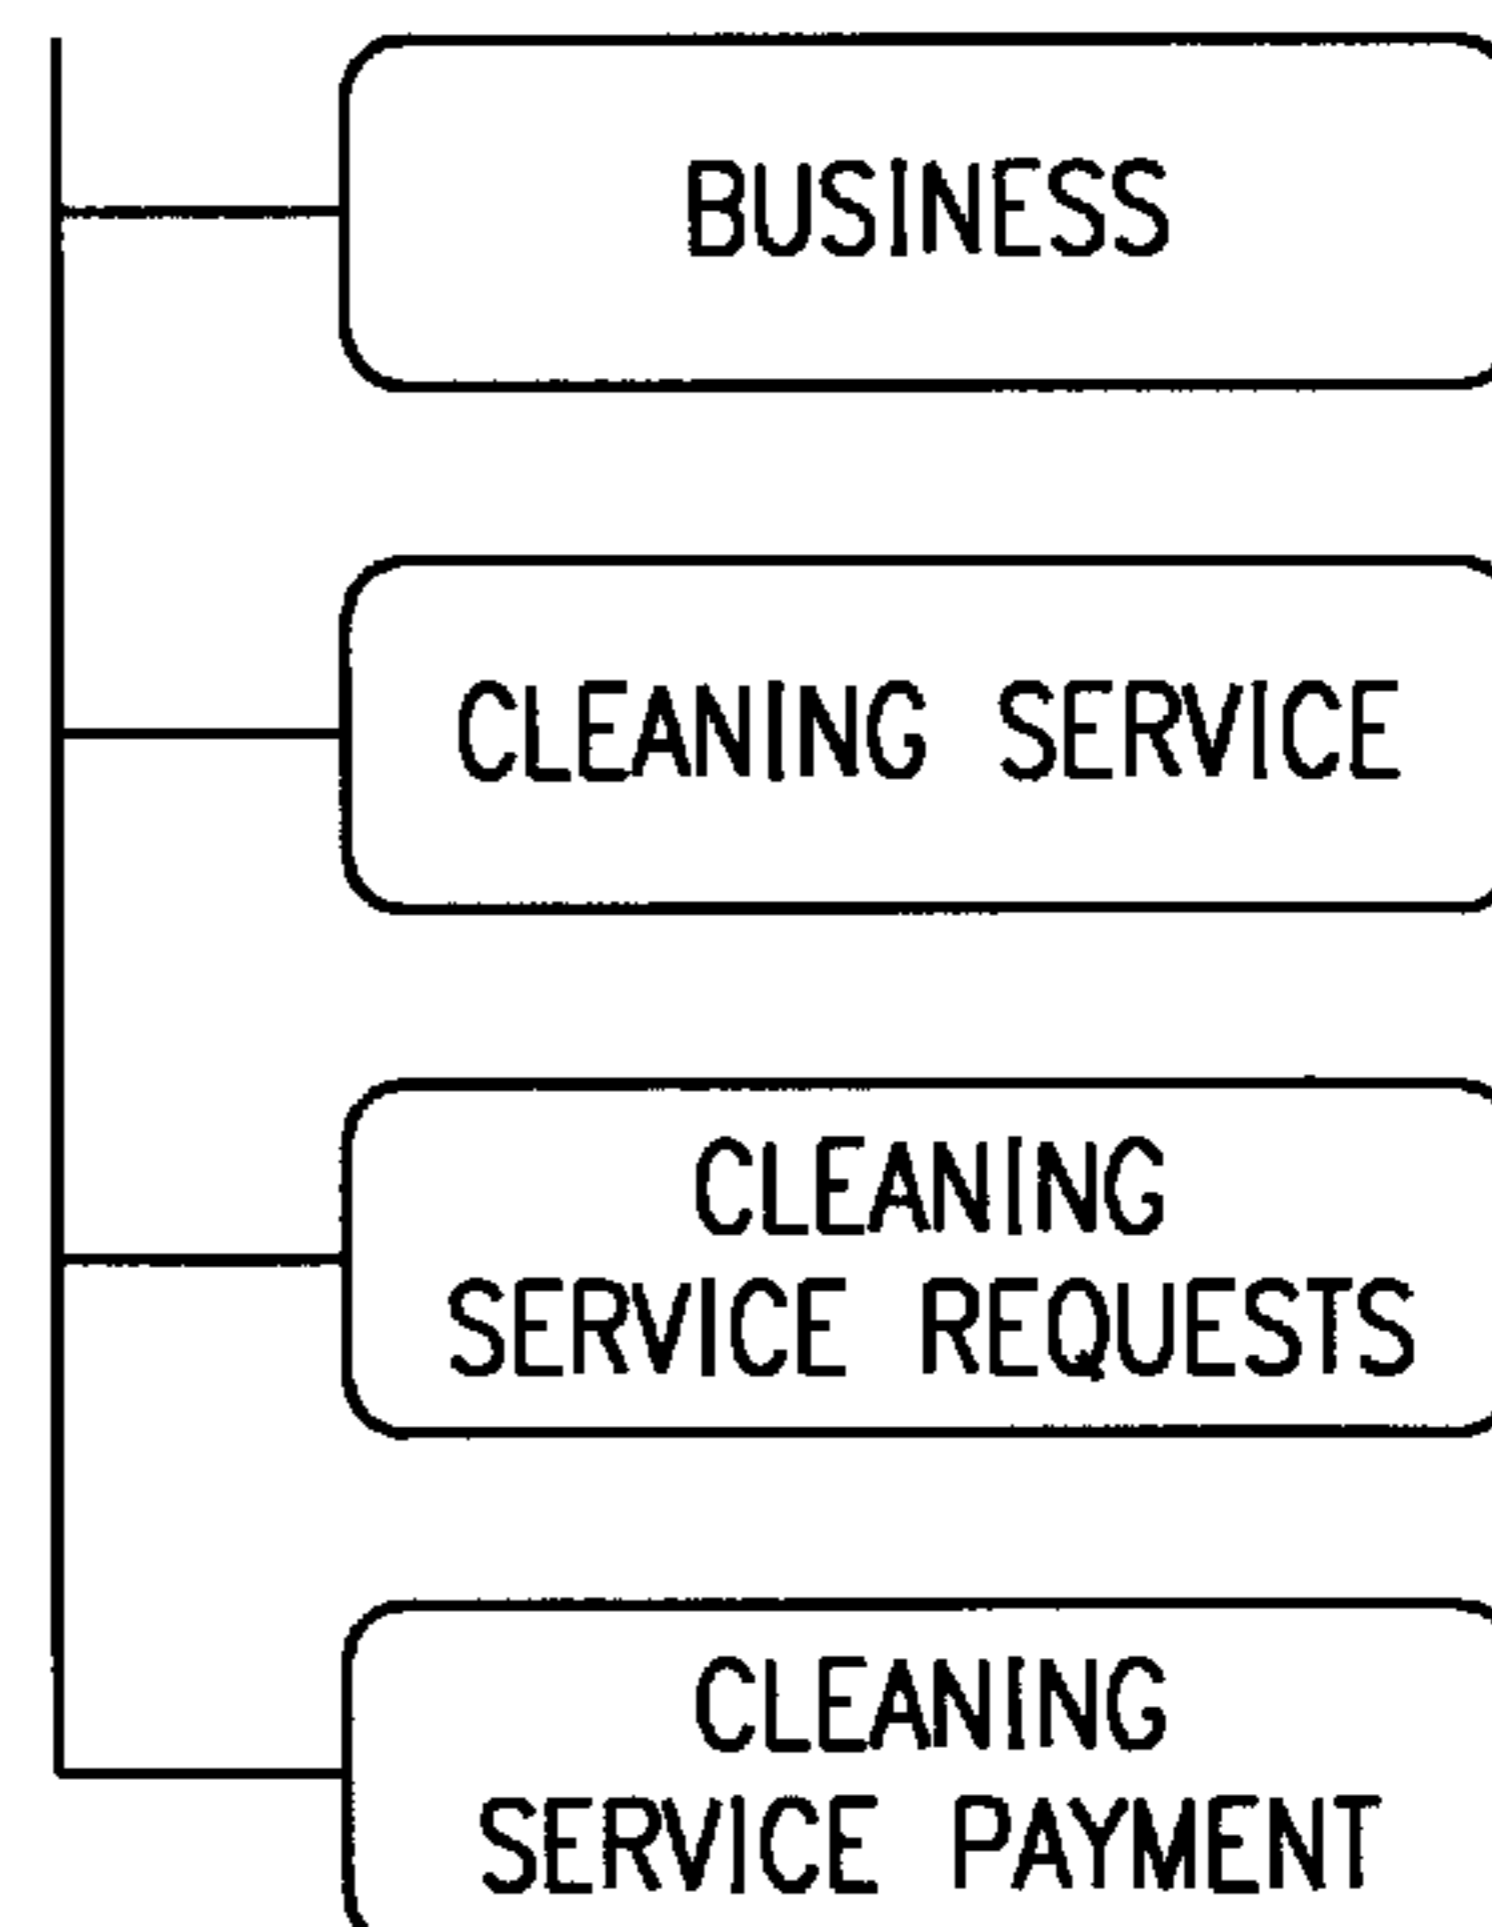 BUSINESS
CLEANING SERVICE
CLEANING
SERVICE REQUESTS
CLEANING
SERVICE PAYMENT